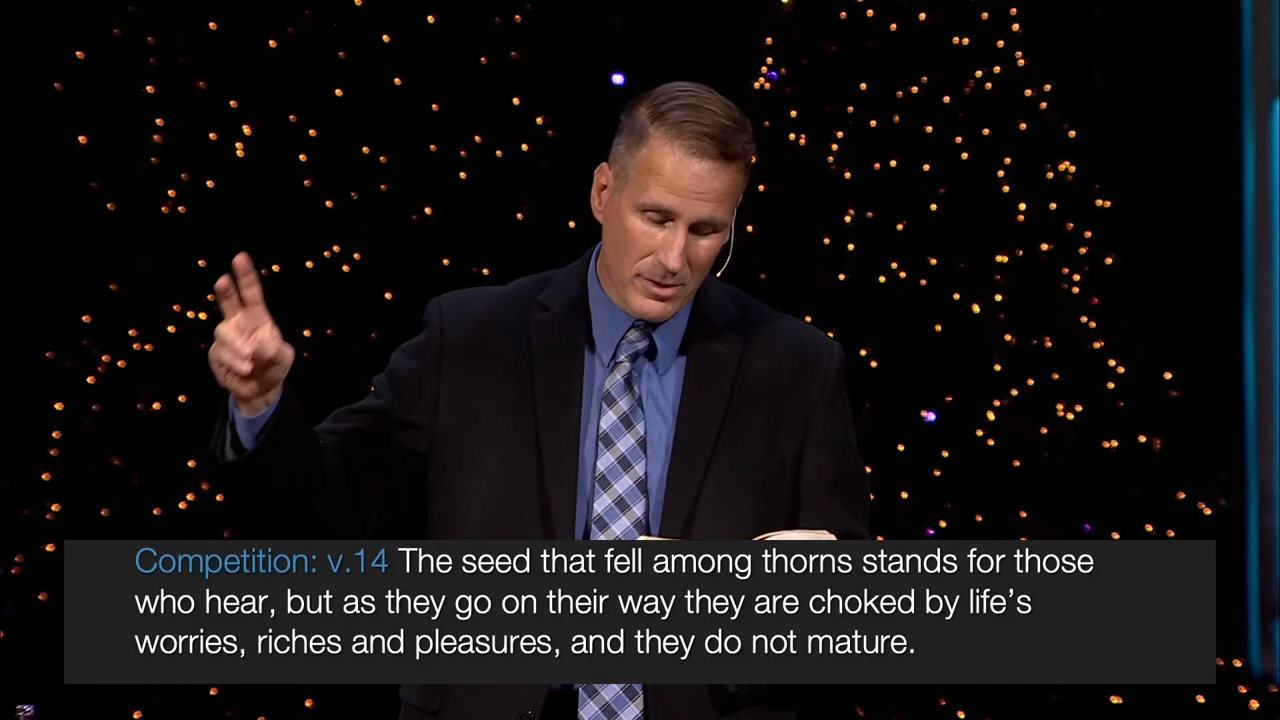 Competition: v.14 The seed that fell among thorns stands for those
who hear, but as they go on their way they are choked by life’s
worries, riches and pleasures, and they do not mature.